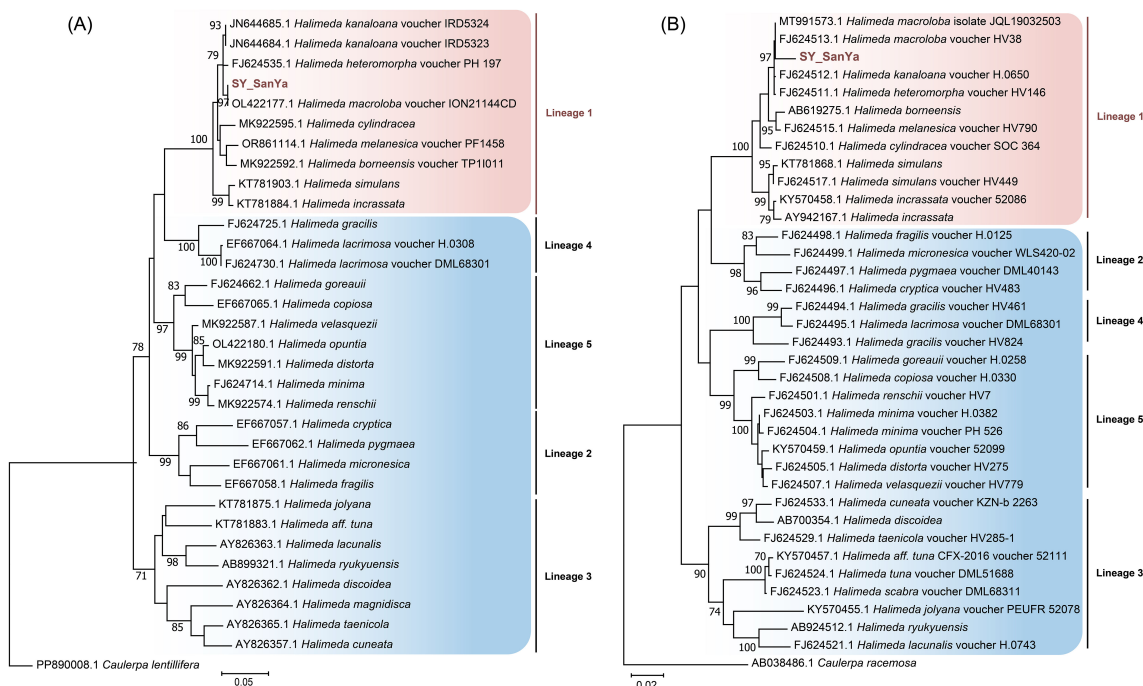 (A)
93
JN644685.1 Halimeda kanaloana voucher IRD5324
JN644684.1 Halimeda kanaloana voucher IRD5323
79
FJ624535.1 Halimeda heteromorpha voucher PH 197
SY_SanYa
97
OL422177.1 Halimeda macroloba voucher ION21144CD
MK922595.1 Halimeda cylindracea
OR861114.1 Halimeda melanesica voucher PF1458
100
MK922592.1 Halimeda borneensis voucher TP1I011
KT781903.1 Halimeda simulans
99
KT781884.1 Halimeda incrassata
Lineage 1
FJ624725.1 Halimeda gracilis
100
EF667064.1 Halimeda lacrimosa voucher H.0308
100
FJ624730.1 Halimeda lacrimosa voucher DML68301
Lineage 4
FJ624662.1 Halimeda goreauii
83
EF667065.1 Halimeda copiosa
97
MK922587.1 Halimeda velasquezii
85
OL422180.1 Halimeda opuntia
99
MK922591.1 Halimeda distorta
FJ624714.1 Halimeda minima
99
MK922574.1 Halimeda renschii
Lineage 5
78
EF667057.1 Halimeda cryptica
86
EF667062.1 Halimeda pygmaea
99
EF667061.1 Halimeda micronesica
EF667058.1 Halimeda fragilis
Lineage 2
KT781875.1 Halimeda jolyana
KT781883.1 Halimeda aff. tuna
AY826363.1 Halimeda lacunalis
98
AB899321.1 Halimeda ryukyuensis
71
AY826362.1 Halimeda discoidea
AY826364.1 Halimeda magnidisca
85
AY826365.1 Halimeda taenicola
AY826357.1 Halimeda cuneata
Lineage 3
PP890008.1 Caulerpa lentillifera
0.05
(B)
MT991573.1 Halimeda macroloba isolate JQL19032503
FJ624513.1 Halimeda macroloba voucher HV38
97
SY_SanYa
FJ624512.1 Halimeda kanaloana voucher H.0650
FJ624511.1 Halimeda heteromorpha voucher HV146
AB619275.1 Halimeda borneensis
95
FJ624515.1 Halimeda melanesica voucher HV790
100
FJ624510.1 Halimeda cylindracea voucher SOC 364
95
KT781868.1 Halimeda simulans
FJ624517.1 Halimeda simulans voucher HV449
99
KY570458.1 Halimeda incrassata voucher 52086
79
AY942167.1 Halimeda incrassata
Lineage 1
83
FJ624498.1 Halimeda fragilis voucher H.0125
FJ624499.1 Halimeda micronesica voucher WLS420-02
98
FJ624497.1 Halimeda pygmaea voucher DML40143
96
FJ624496.1 Halimeda cryptica voucher HV483
Lineage 2
99
FJ624494.1 Halimeda gracilis voucher HV461
100
FJ624495.1 Halimeda lacrimosa voucher DML68301
FJ624493.1 Halimeda gracilis voucher HV824
Lineage 4
99
FJ624509.1 Halimeda goreauii voucher H.0258
FJ624508.1 Halimeda copiosa voucher H.0330
99
FJ624501.1 Halimeda renschii voucher HV7
FJ624503.1 Halimeda minima voucher H.0382
100
FJ624504.1 Halimeda minima voucher PH 526
KY570459.1 Halimeda opuntia voucher 52099
FJ624505.1 Halimeda distorta voucher HV275
FJ624507.1 Halimeda velasquezii voucher HV779
Lineage 5
97
FJ624533.1 Halimeda cuneata voucher KZN-b 2263
99
AB700354.1 Halimeda discoidea
FJ624529.1 Halimeda taenicola voucher HV285-1
90
70
KY570457.1 Halimeda aff. tuna CFX-2016 voucher 52111
100
FJ624524.1 Halimeda tuna voucher DML51688
FJ624523.1 Halimeda scabra voucher DML68311
74
KY570455.1 Halimeda jolyana voucher PEUFR 52078
AB924512.1 Halimeda ryukyuensis
100
FJ624521.1 Halimeda lacunalis voucher H.0743
Lineage 3
AB038486.1 Caulerpa racemosa
0.02